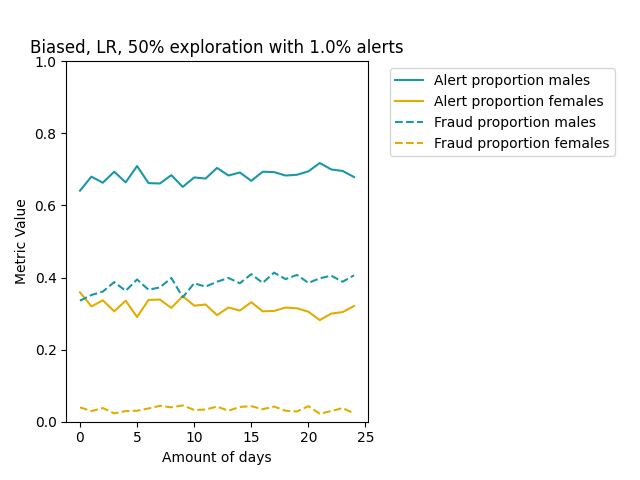 Biased, LR, 50% exploration with 1.0% alerts
1.0
0.8
0.6
0.4
0.2
0.0
Metric Value
0 5 10 15 20 25
Amount of days
Alert proportion males
Alert proportion females
Fraud proportion males
Fraud proportion females